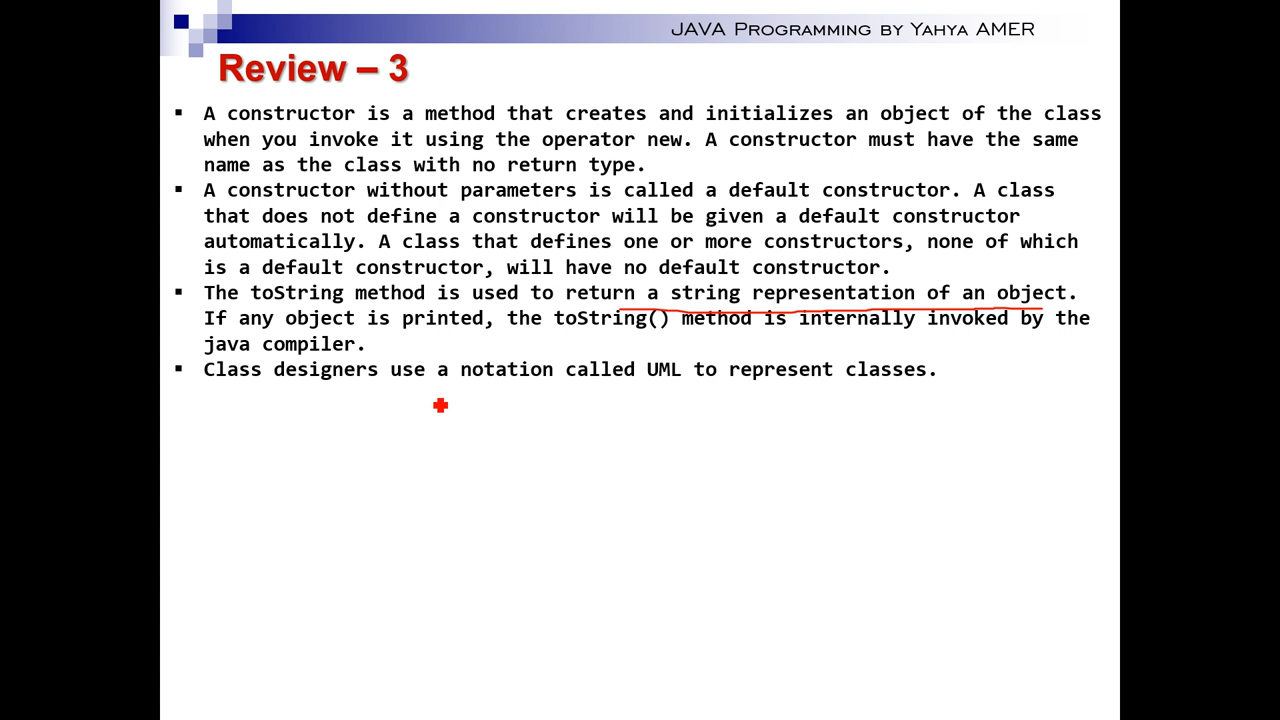 JAVA Programming by Yahya AMER
Review – 3
▪ A constructor is a method that creates and initializes an object of the class
when you invoke it using the operator new. A constructor must have the same
name as the class with no return type.
▪ A constructor without parameters is called a default constructor. A class
that does not define a constructor will be given a default constructor
automatically. A class that defines one or more constructors, none of which
is a default constructor, will have no default constructor.
▪ The toString method is used to return a string representation of an object.
If any object is printed, the toString() method is internally invoked by the
java compiler.
▪ Class designers use a notation called UML to represent classes.